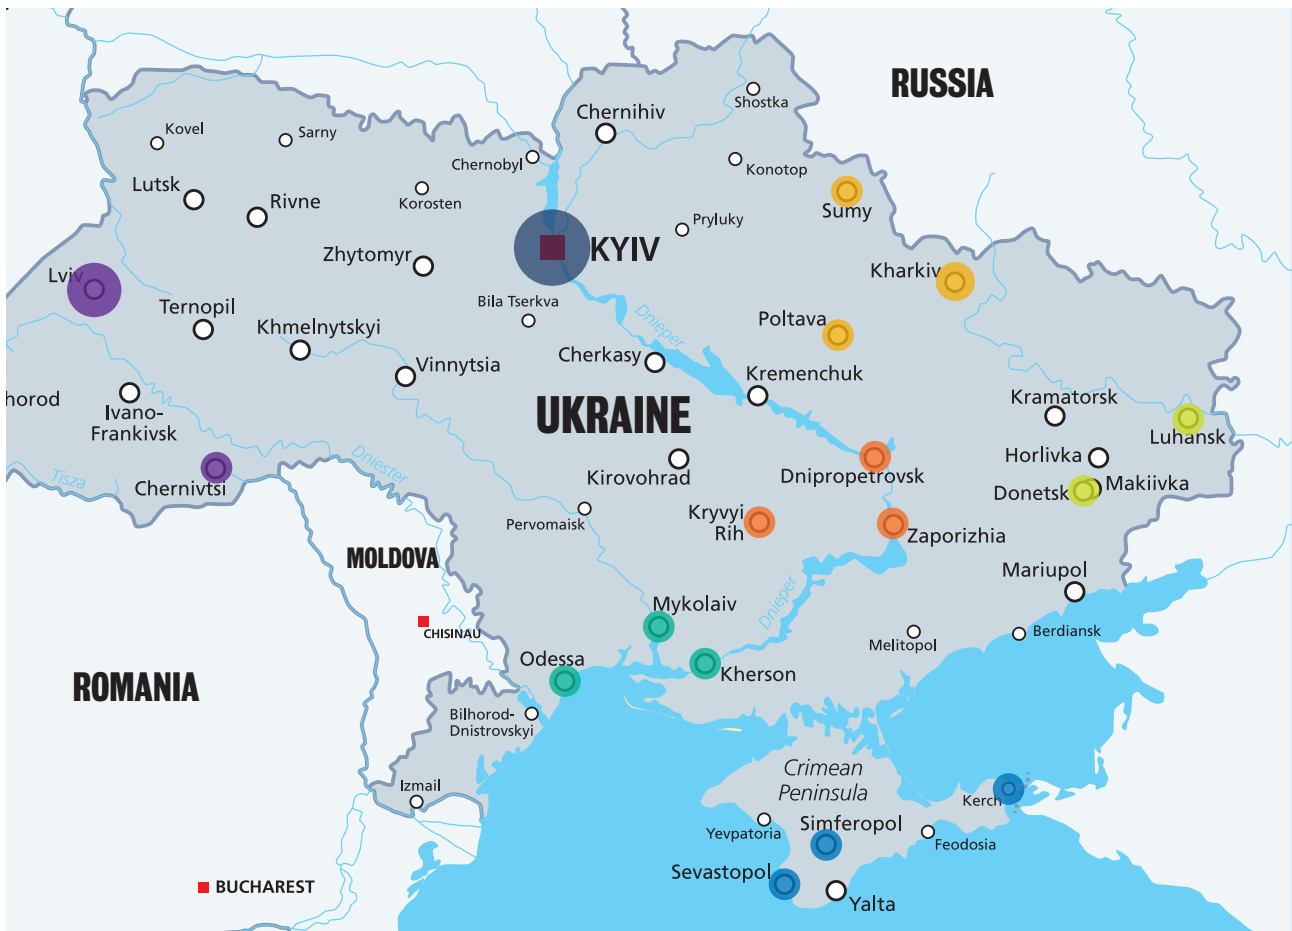 RUSSIA
Shostka
Chernihiv
Kovel
Sarny
Chernobyl
Konotop
Lutsk
Rivne
Korosten
Sumy
Pryluky
Zhytomyr
KYIV
Lviv
Kharkiv
Ternopil
Bila Tserkva
Dnieper
Poltava
Khmelnytskyi
Vinnytsia
Cherkasy
Kremenchuk
horod
Ivano-
Frankivsk
UKRAINE
Kramatorsk
Luhansk
Horlivka
Tisza
Chernivtsi
Dniester
Kirovohrad
Dnipropetrovsk
Donetsk
Makiivka
Pervomaisk
Kryvyi
Rih
Zaporizhia
MOLDOVA
Mariupol
Mykolaiv
Dnieper
CHISINAU
Melitopol
Berdiansk
Odessa
Kherson
ROMANIA
Bilhorod-
Dnistrovskyi
Crimean
Peninsula
Izmail
Kerch
Yevpatoria
Simferopol
Feodosia
Sevastopol
Yalta
BUCHAREST